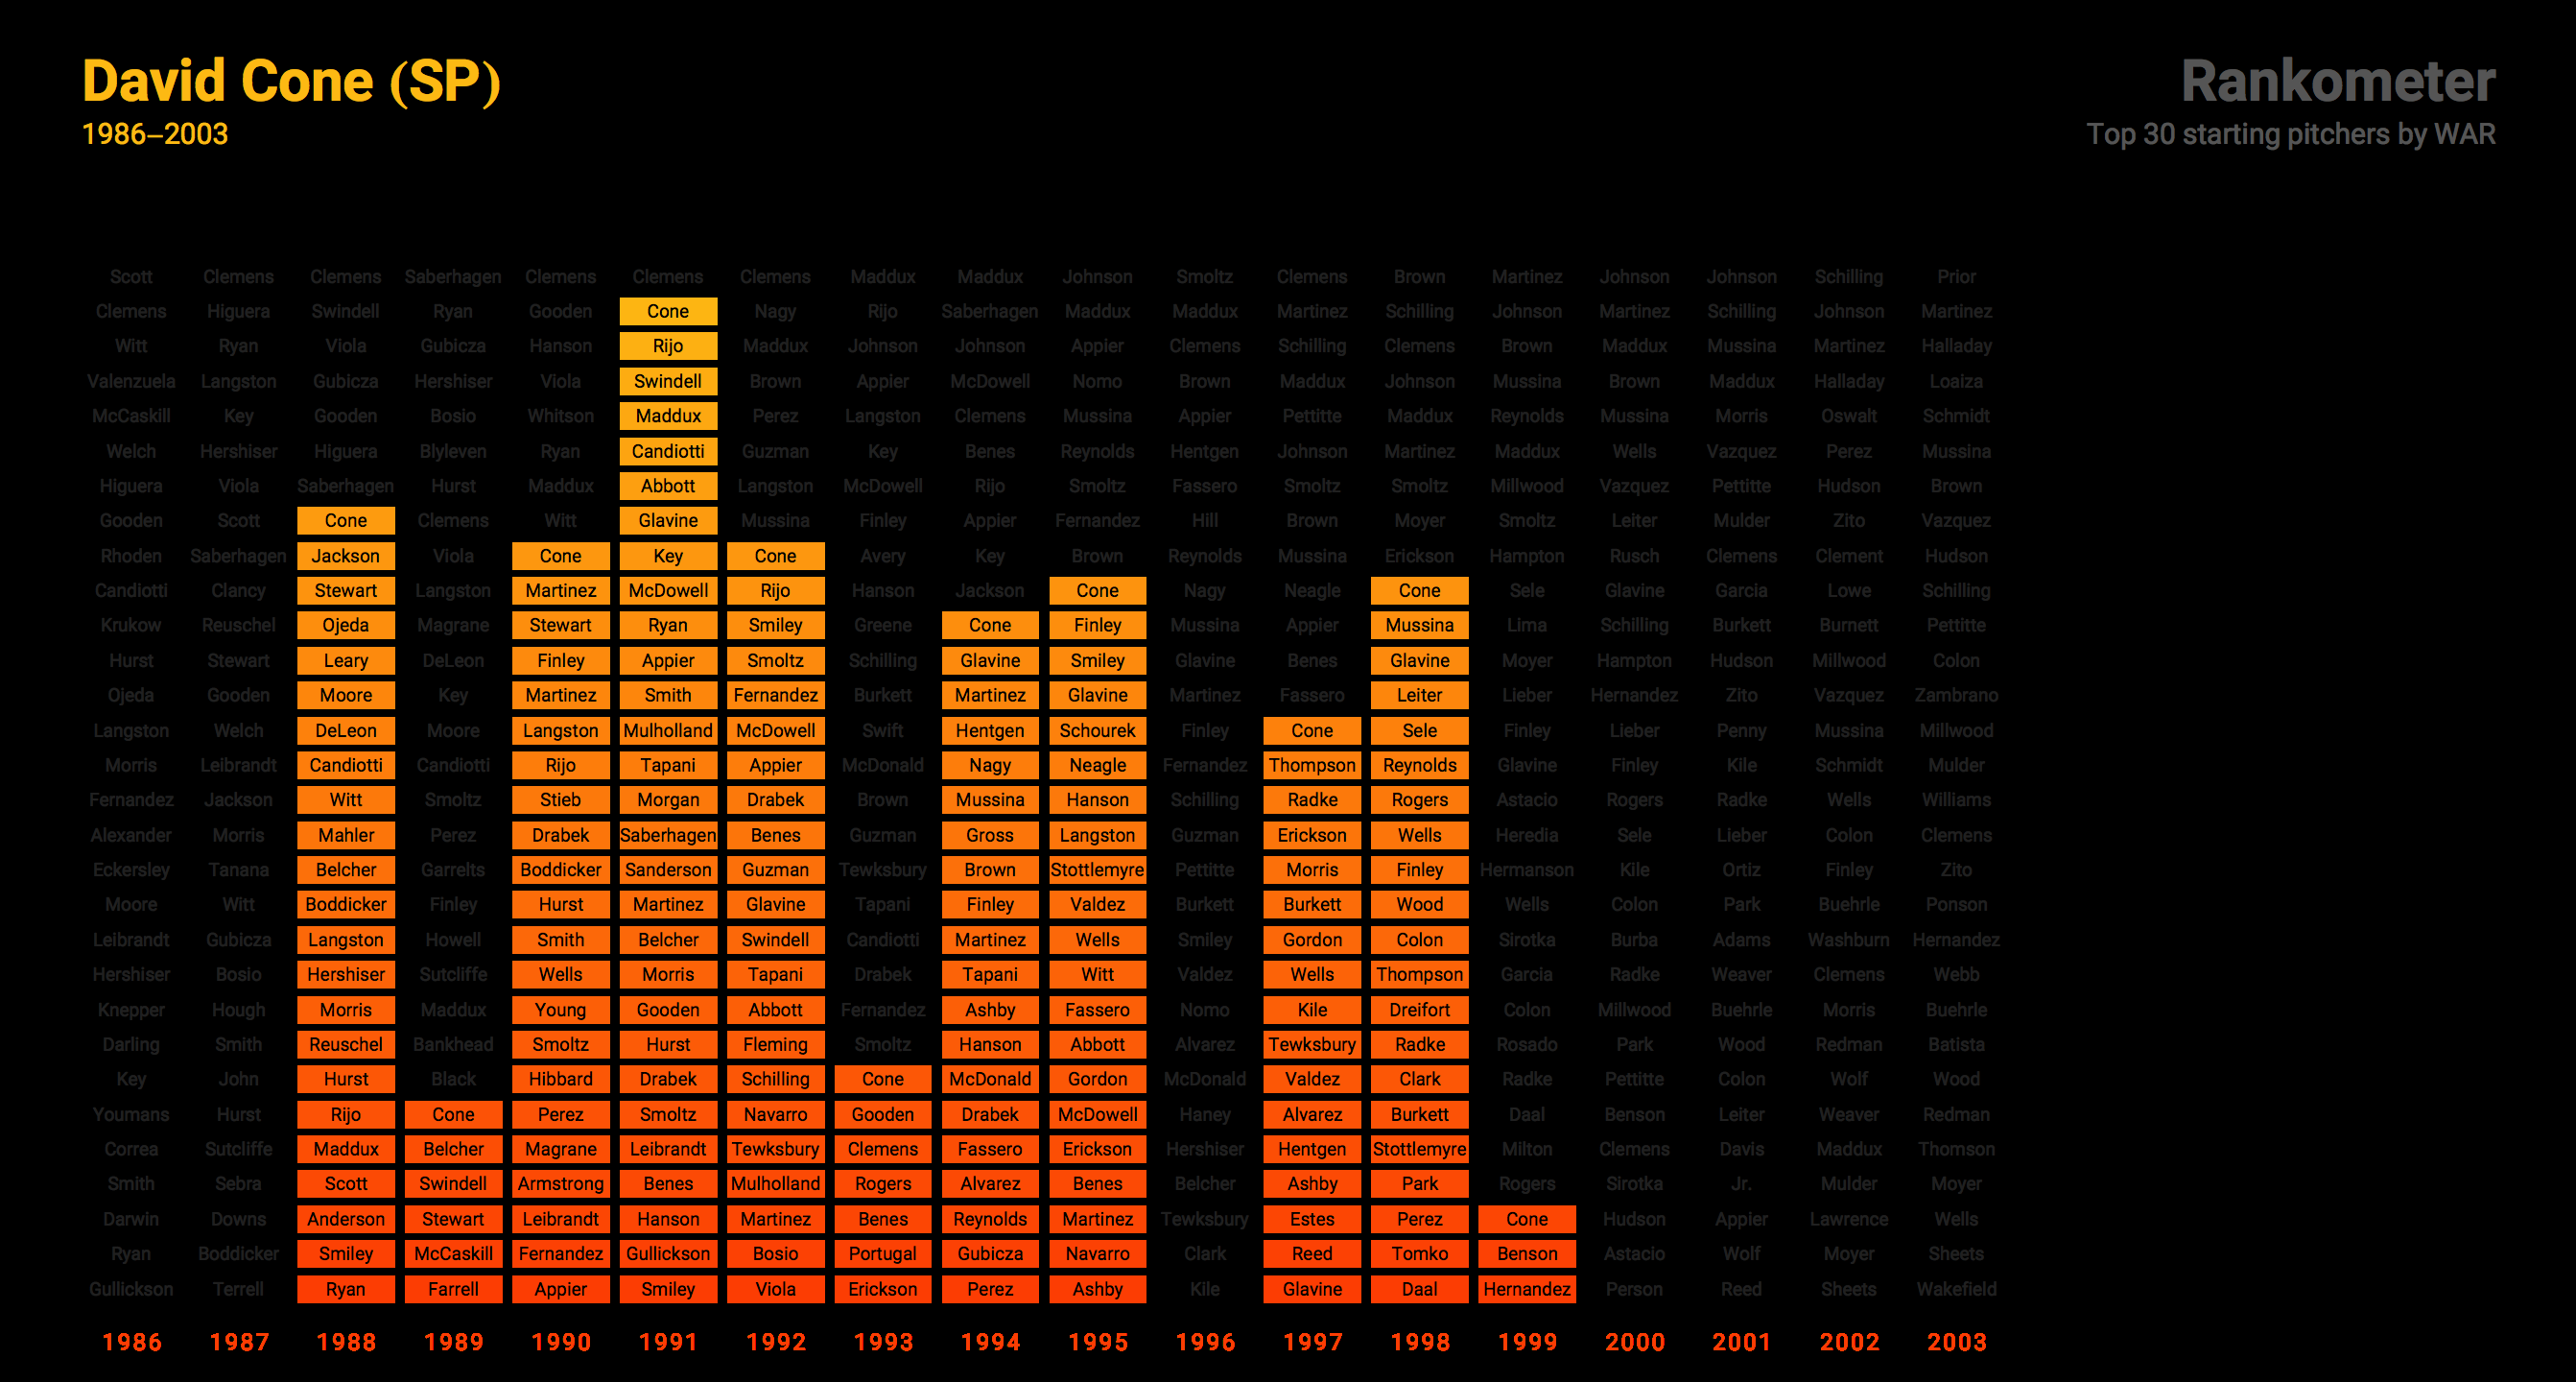 David Cone (SP)
1986–2003
Rankometer
Top 30 starting pitchers by WAR
Scott Clemens Clemens Saberhagen Clemens Clemens Clemens Maddux Maddux Johnson Smoltz Clemens Brown Martinez Johnson Johnson Schilling Prior
Clemens Higuera Swindell Ryan Gooden Cone Nagy Rijo Saberhagen Maddux Maddux Martinez Schilling Johnson Martinez Schilling Johnson Martinez
Witt Ryan Viola Gubicza Hanson Rijo Maddux Johnson Johnson Appier Clemens Schilling Clemens Brown Maddux Mussina Martinez Halladay
Valenzuela Langston Gubicza Hershiser Viola Swindell Brown Appier McDowell Nomo Brown Maddux Johnson Mussina Brown Maddux Halladay Loaiza
McCaskill Key Gooden Bosio Whitson Maddux Perez Langston Clemens Mussina Appier Pettitte Maddux Reynolds Mussina Morris Oswalt Schmidt
Welch Hershiser Higuera Blyleven Ryan Candiotti Guzman Key Benes Reynolds Hentgen Johnson Martinez Maddux Wells Vazquez Perez Mussina
Higuera Viola Saberhagen Hurst Maddux Abbott Langston McDowell Rijo Smoltz Fassero Smoltz Smoltz Millwood Vazquez Pettitte Hudson Brown
Gooden Scott Cone Clemens Witt Glavine Mussina Finley Appier Fernandez Hill Brown Moyer Smoltz Leiter Mulder Zito Vazquez
Rhoden Saberhagen Jackson Viola Cone Key Cone Avery Key Brown Reynolds Mussina Erickson Hampton Rusch Clemens Clement Hudson
Candiotti Clancy Stewart Langston Martinez McDowell Rijo Hanson Jackson Cone Nagy Neagle Cone Sele Glavine Garcia Lowe Schilling
Krukow Reuschel Ojeda Magrane Stewart Ryan Smiley Greene Cone Finley Mussina Appier Mussina Lima Schilling Burkett Burnett Pettitte
Hurst Stewart Leary DeLeon Finley Appier Smoltz Schilling Glavine Smiley Glavine Benes Glavine Moyer Hampton Hudson Millwood Colon
Ojeda Gooden Moore Key Martinez Smith Fernandez Burkett Martinez Glavine Martinez Fassero Leiter Lieber Hernandez Zito Vazquez Zambrano
Langston Welch DeLeon Moore Langston Mulholland McDowell Swift Hentgen Schourek Finley Cone Sele Finley Lieber Penny Mussina Millwood
Morris Leibrandt Candiotti Candiotti Rijo Tapani Appier McDonald Nagy Neagle Fernandez Thompson Reynolds Glavine Finley Kile Schmidt Mulder
Fernandez Jackson Witt Smoltz Stieb Morgan Drabek Brown Mussina Hanson Schilling Radke Rogers Astacio Rogers Radke Wells Williams
Alexander Morris Mahler Perez Drabek Saberhagen Benes Guzman Gross Langston Guzman Erickson Wells Heredia Sele Lieber Colon Clemens
Eckersley Tanana Belcher Garrelts Boddicker Sanderson Guzman Tewksbury Brown Stottlemyre Pettitte Morris Finley Hermanson Kile Ortiz Finley Zito
Moore Witt Boddicker Finley Hurst Martinez Glavine Tapani Finley Valdez Burkett Burkett Wood Wells Colon Park Buehrle Ponson
Leibrandt Gubicza Langston Howell Smith Belcher Swindell Candiotti Martinez Wells Smiley Gordon Colon Sirotka Burba Adams Washburn Hernandez
Hershiser Bosio Hershiser Sutcliffe Wells Morris Tapani Drabek Tapani Witt Valdez Wells Thompson Garcia Radke Weaver Clemens Webb
Knepper Hough Morris Maddux Young Gooden Abbott Fernandez Ashby Fassero Nomo Kile Dreifort Colon Millwood Buehrle Morris Buehrle
Darling Smith Reuschel Bankhead Smoltz Hurst Fleming Smoltz Hanson Abbott Alvarez Tewksbury Radke Rosado Park Wood Redman Batista
Key John Hurst Black Hibbard Drabek Schilling Cone McDonald Gordon McDonald Valdez Clark Radke Pettitte Colon Wolf Wood
Youmans Hurst Rijo Cone Perez Smoltz Navarro Gooden Drabek McDowell Haney Alvarez Burkett Daal Benson Leiter Weaver Redman
Correa Sutcliffe Maddux Belcher Magrane Leibrandt Tewksbury Clemens Fassero Erickson Hershiser Hentgen Stottlemyre Milton Clemens Davis Maddux Thomson
Smith Sebra Scott Swindell Armstrong Benes Mulholland Rogers Alvarez Benes Belcher Ashby Park Rogers Sirotka Jr. Mulder Moyer
Darwin Downs Anderson Stewart Leibrandt Hanson Martinez Benes Reynolds Martinez Tewksbury Estes Perez Cone Hudson Appier Lawrence Wells
Ryan Boddicker Smiley McCaskill Fernandez Gullickson Bosio Portugal Gubicza Navarro Clark Reed Tomko Benson Astacio Wolf Moyer Sheets
Gullickson Terrell Ryan Farrell Appier Smiley Viola Erickson Perez Ashby Kile Glavine Daal Hernandez Person Reed Sheets Wakefield
1986 1987 1988 1989 1990 1991 1992 1993 1994 1995 1996 1997 1998 1999 2000 2001 2002 2003